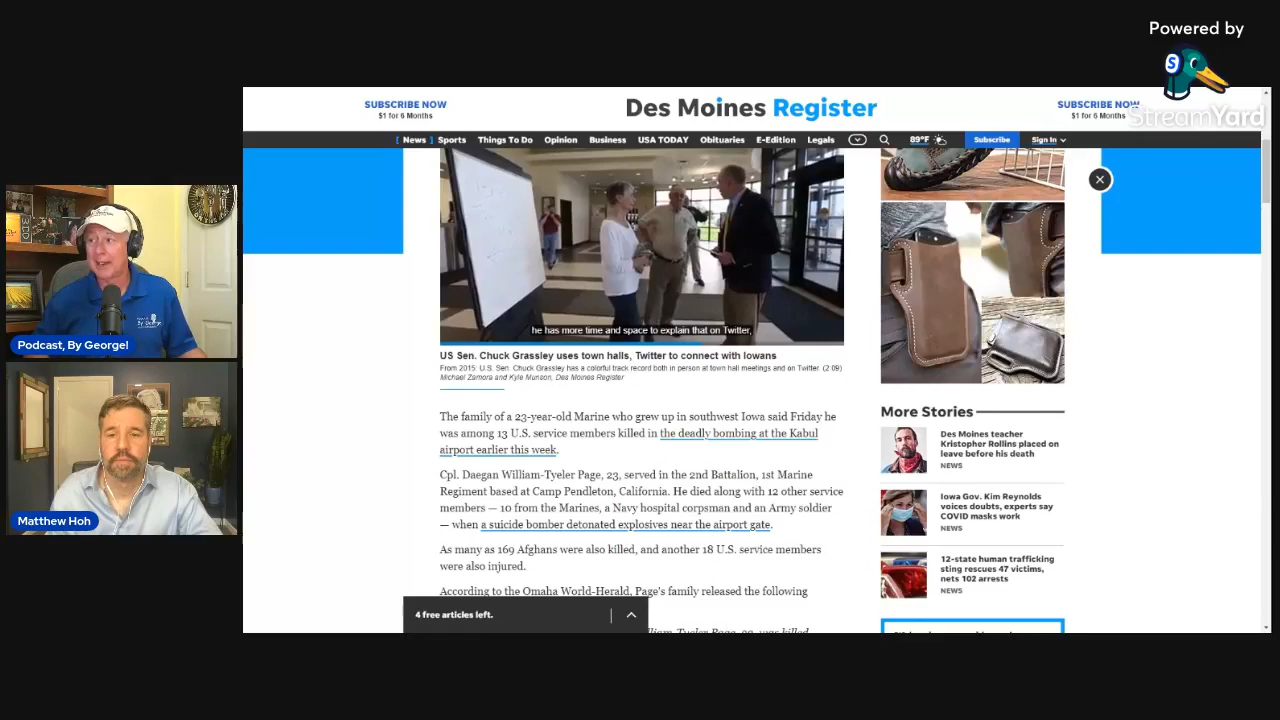 Powered by
S
StreamYard
SUBSCRIBE NOW
$1 for 6 Months
Des Moines Register
SUBSCRIBE NOW
$1 for 6 Months
[ News ] Sports Things To Do Opinion Business USA TODAY Obituaries E-Edition Legals 89°F Subscribe Sign In
he has more time and space to explain that on Twitter,
US Sen. Chuck Grassley uses town halls, Twitter to connect with Iowans
From 2015: U.S. Sen. Chuck Grassley has a colorful track record both in person at town hall meetings and on Twitter. (2:09)
Michael Zamora and Kyle Munson, Des Moines Register
The family of a 23-year-old Marine who grew up in southwest Iowa said Friday he
was among 13 U.S. service members killed in the deadly bombing at the Kabul
airport earlier this week.
Cpl. Daegan William-Tyeler Page, 23, served in the 2nd Battalion, 1st Marine
Regiment based at Camp Pendleton, California. He died along with 12 other service
members — 10 from the Marines, a Navy hospital corpsman and an Army soldier
— when a suicide bomber detonated explosives near the airport gate.
As many as 169 Afghans were also killed, and another 18 U.S. service members
were also injured.
According to the Omaha World-Herald, Page's family released the following
4 free articles left.
More Stories
Des Moines teacher
Kristopher Rollins placed on
leave before his death
NEWS
Iowa Gov. Kim Reynolds
voices doubts, experts say
COVID masks work
NEWS
12-state human trafficking
sting rescues 47 victims,
nets 102 arrests
NEWS
Podcast, By George!
Matthew Hoh